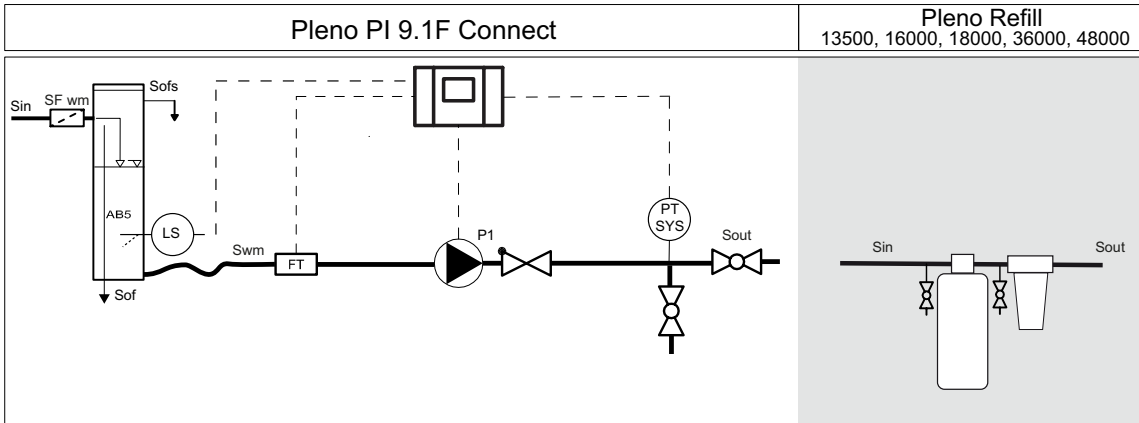 Pleno PI 9.1F Connect
Pleno Refill
13500, 16000, 18000, 36000, 48000
Sin
SF wm
Sofs
AB5
LS
Swm
FT
Sof
P1
PT
SYS
Sout
Sin
Sout